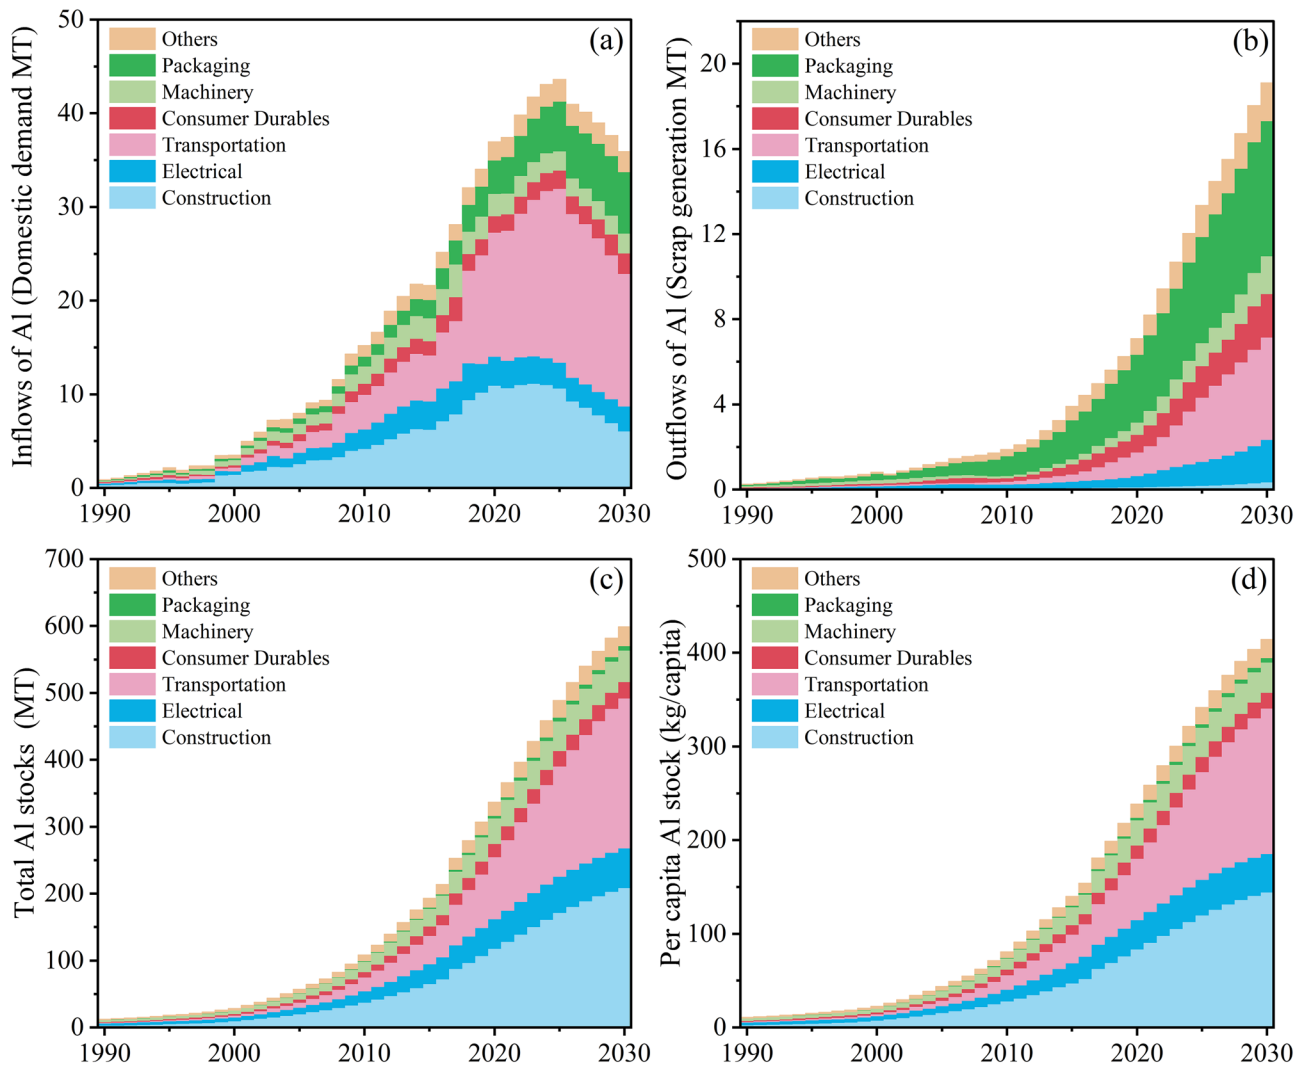 Inflows of Al (Domestic demand MT)
50
40
30
20
10
0
(a)
Others
Packaging
Machinery
Consumer Durables
Transportation
Electrical
Construction
1990 2000 2010 2020 2030
Outflows of Al (Scrap generation MT)
20
16
12
8
4
0
(b)
Others
Packaging
Machinery
Consumer Durables
Transportation
Electrical
Construction
1990 2000 2010 2020 2030
Total Al stocks (MT)
700
600
500
400
300
200
100
0
(c)
Others
Packaging
Machinery
Consumer Durables
Transportation
Electrical
Construction
1990 2000 2010 2020 2030
Per capita Al stock (kg/capita)
500
400
300
200
100
0
(d)
Others
Packaging
Machinery
Consumer Durables
Transportation
Electrical
Construction
1990 2000 2010 2020 2030